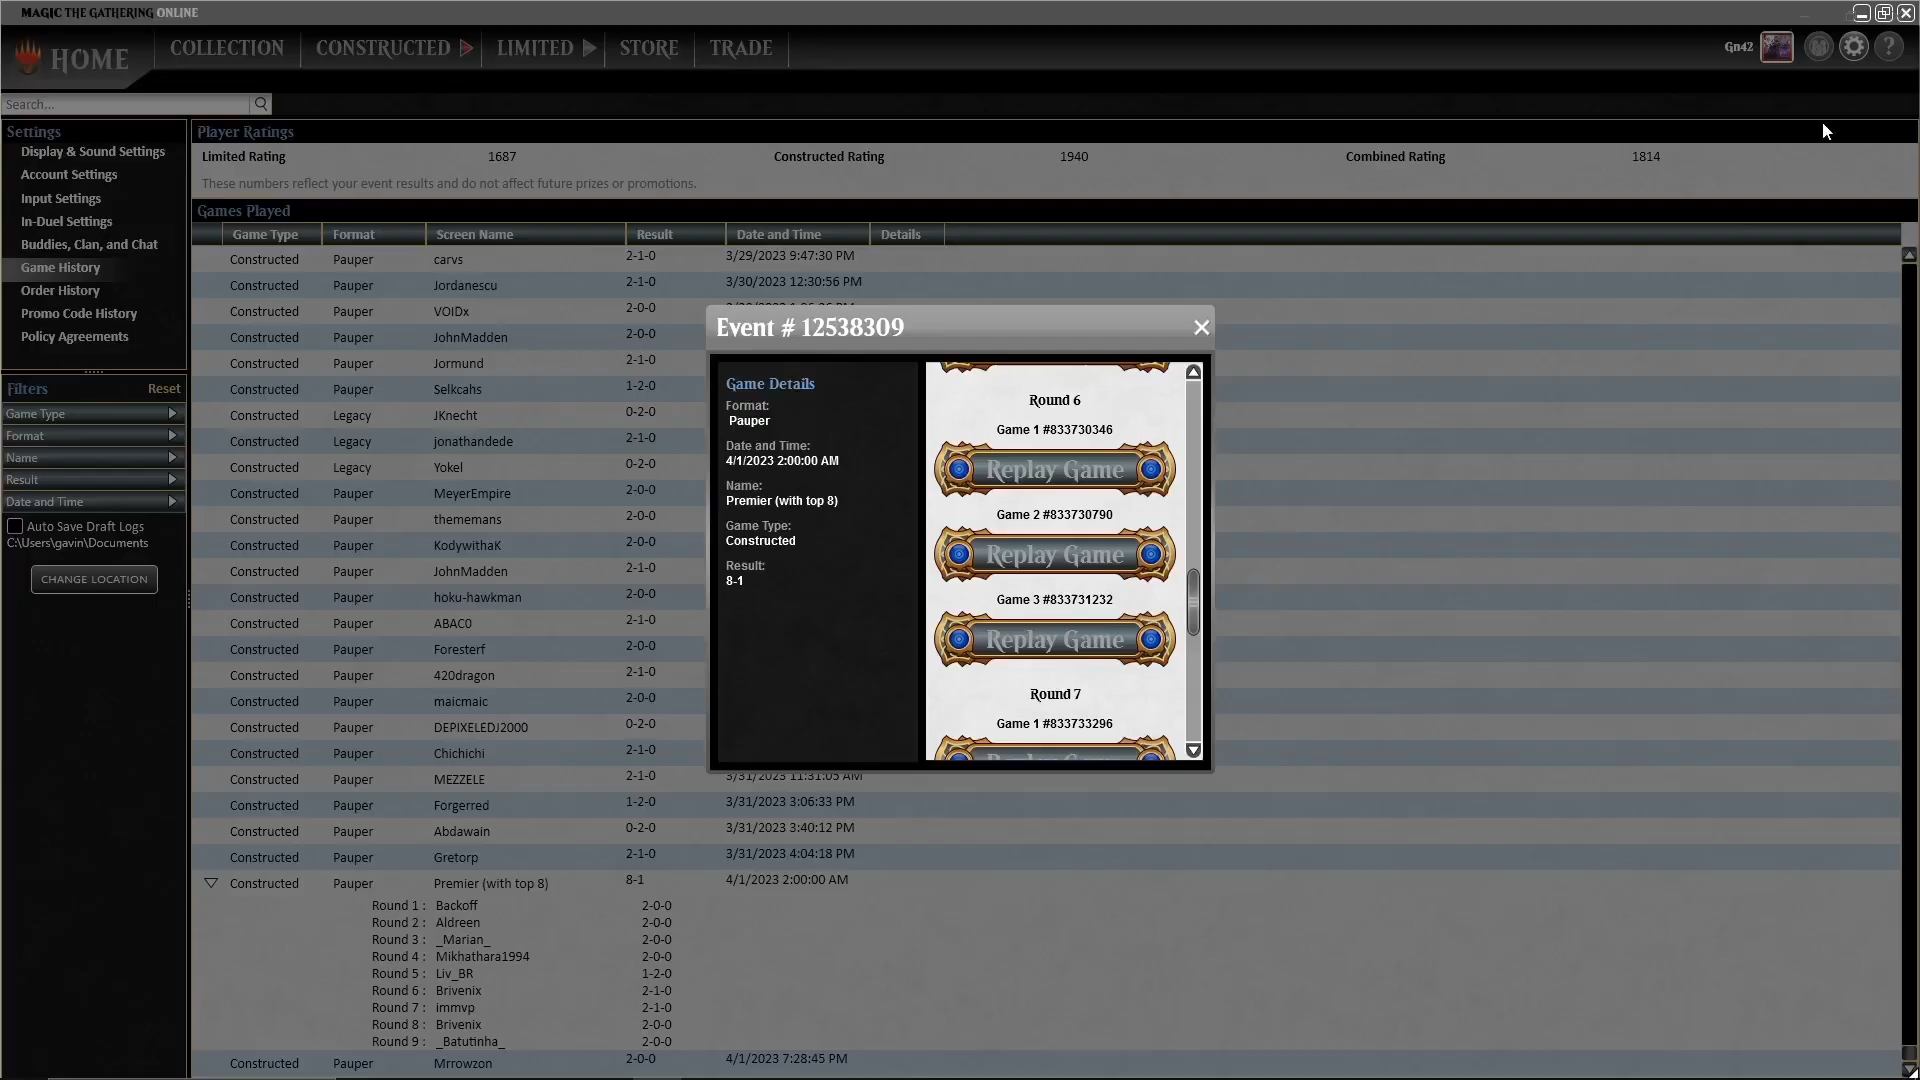 MAGIC THE GATHERING ONLINE
HOME
COLLECTION
CONSTRUCTED
LIMITED
STORE
TRADE
Gn42
?
Search...
Settings
Display & Sound Settings
Account Settings
Input Settings
In-Duel Settings
Buddies, Clan, and Chat
Game History
Order History
Promo Code History
Policy Agreements
Filters Reset
Game Type
Format
Name
Result
Date and Time
Auto Save Draft Logs
C:\Users\gavin\Documents
CHANGE LOCATION
Player Ratings
Limited Rating 1687 Constructed Rating 1940 Combined Rating 1814
These numbers reflect your event results and do not affect future prizes or promotions.
Games Played
Game Type Format Screen Name Result Date and Time Details
Constructed Pauper carvs 2-1-0 3/29/2023 9:47:30 PM
Constructed Pauper Jordanescu 2-1-0 3/30/2023 12:30:56 PM
Constructed Pauper VOIDx 2-0-0
Constructed Pauper JohnMadden 2-0-0
Constructed Pauper Jormund 2-1-0
Constructed Pauper Selkcahs 1-2-0
Constructed Legacy JKnecht 0-2-0
Constructed Legacy jonathandede 2-1-0
Constructed Legacy Yokel 0-2-0
Constructed Pauper MeyerEmpire 2-0-0
Constructed Pauper thememans 2-0-0
Constructed Pauper KodywithaK 2-0-0
Constructed Pauper JohnMadden 2-1-0
Constructed Pauper hoku-hawkman 2-0-0
Constructed Pauper ABAC0 2-1-0
Constructed Pauper Foresterf 2-0-0
Constructed Pauper 420dragon 2-1-0
Constructed Pauper maicmaic 2-0-0
Constructed Pauper DEPIXELEDJ2000 0-2-0
Constructed Pauper Chichichi 2-1-0
Constructed Pauper MEZZELE 2-1-0 3/31/2023 11:31:05 AM
Constructed Pauper Forgerred 1-2-0 3/31/2023 3:06:33 PM
Constructed Pauper Abdawain 0-2-0 3/31/2023 3:40:12 PM
Constructed Pauper Gretorp 2-1-0 3/31/2023 4:04:18 PM
Constructed Pauper Premier (with top 8) 8-1 4/1/2023 2:00:00 AM
Round 1 : Backoff 2-0-0
Round 2 : Aldreen 2-0-0
Round 3 : _Marian_ 2-0-0
Round 4 : Mikhathara1994 2-0-0
Round 5 : Liv_BR 1-2-0
Round 6 : Brivenix 2-1-0
Round 7 : immvp 2-1-0
Round 8 : Brivenix 2-0-0
Round 9 : _Batutinha_ 2-0-0
Constructed Pauper Mrrowzon 2-0-0 4/1/2023 7:28:45 PM
Event # 12538309
Game Details
Format:
Pauper
Date and Time:
4/1/2023 2:00:00 AM
Name:
Premier (with top 8)
Game Type:
Constructed
Result:
8-1
Round 6
Game 1 #833730346
Replay Game
Game 2 #833730790
Replay Game
Game 3 #833731232
Replay Game
Round 7
Game 1 #833733296